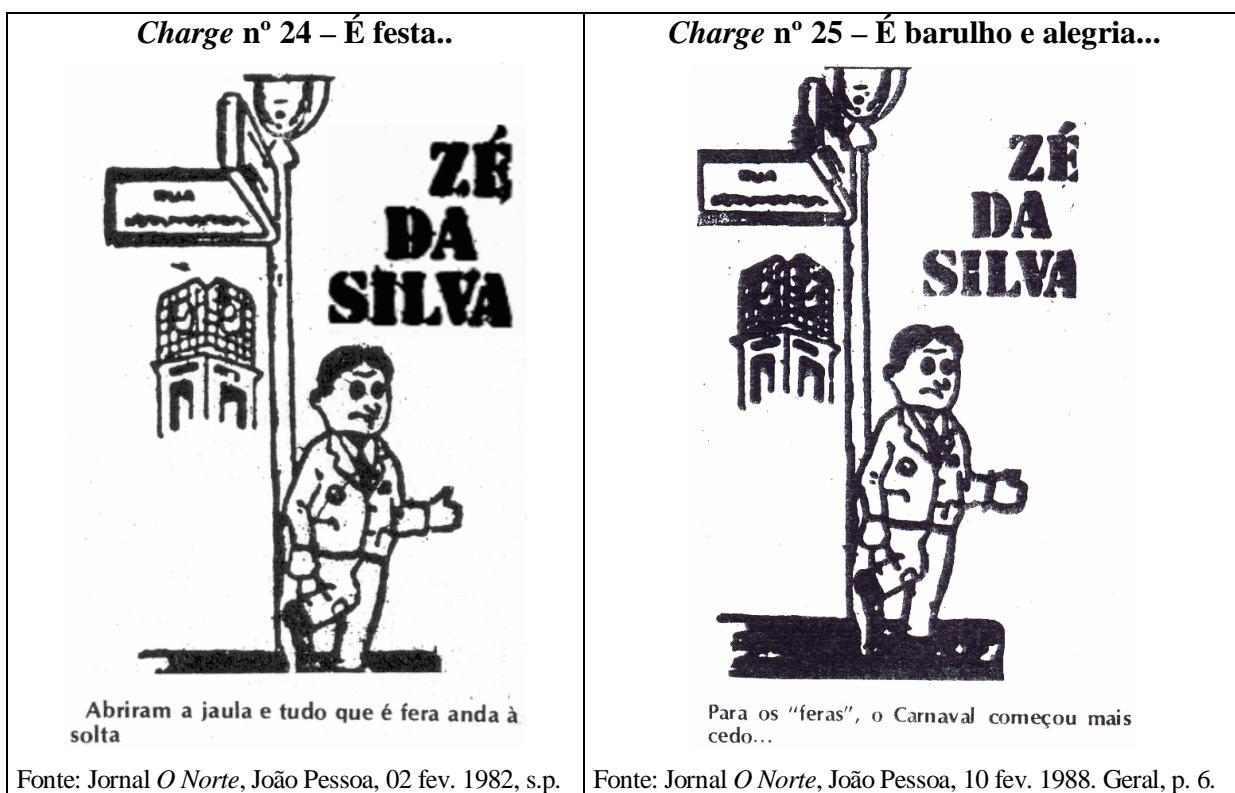 Charge nº 24 – É festa..
ZÉ
DA
SILVA
Abriram a jaula e tudo que é fera anda à
solta
Fonte: Jornal O Norte, João Pessoa, 02 fev. 1982, s.p.
Charge nº 25 – É barulho e alegria...
ZÉ
DA
SILVA
Para os "feras", o Carnaval começou mais
cedo...
Fonte: Jornal O Norte, João Pessoa, 10 fev. 1988. Geral, p. 6.